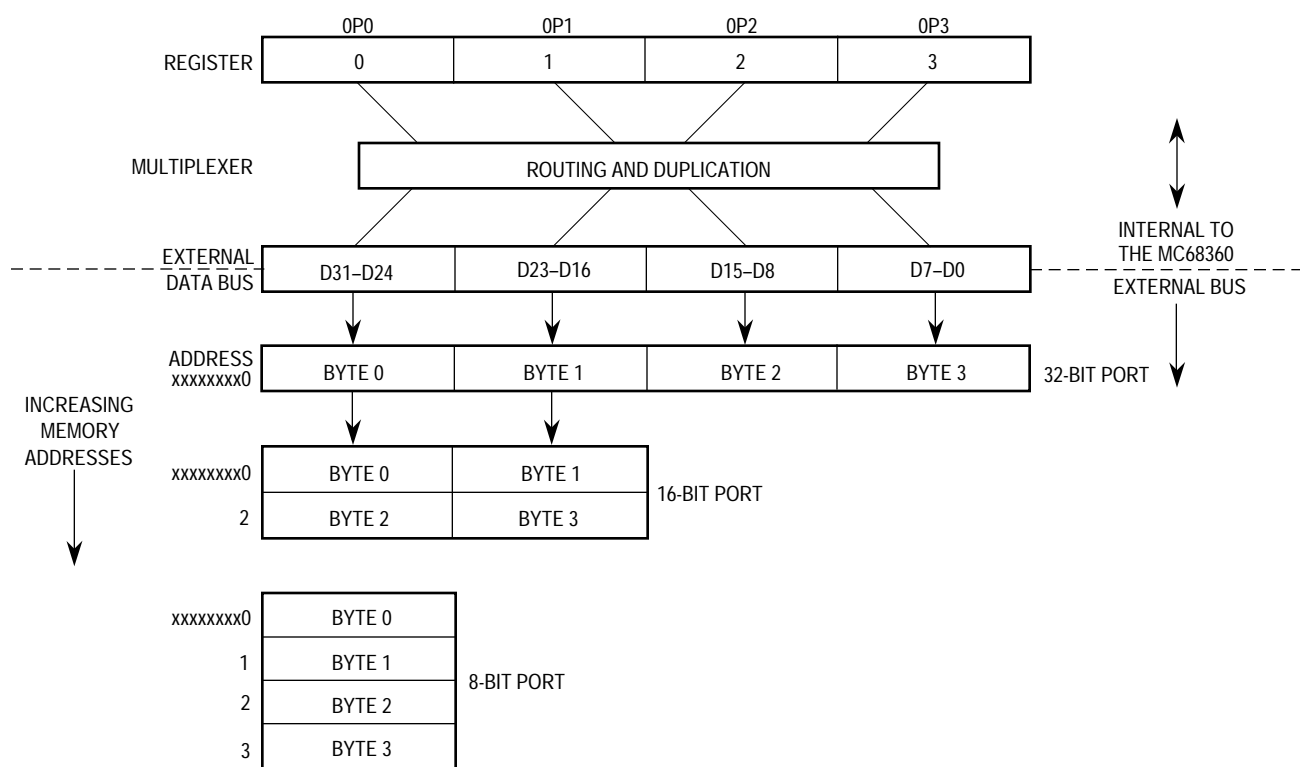 0P0 0P1 0P2 0P3
REGISTER 0 1 2 3
MULTIPLEXER ROUTING AND DUPLICATION
INTERNAL TO
THE MC68360
EXTERNAL
DATA BUS
D31–D24 D23–D16 D15–D8 D7–D0
EXTERNAL BUS
ADDRESS
xxxxxxxx0
BYTE 0 BYTE 1 BYTE 2 BYTE 3 32-BIT PORT
INCREASING
MEMORY
ADDRESSES
xxxxxxxx0 BYTE 0 BYTE 1
16-BIT PORT
2 BYTE 2 BYTE 3
xxxxxxxx0 BYTE 0
1 BYTE 1
8-BIT PORT
2 BYTE 2
3 BYTE 3